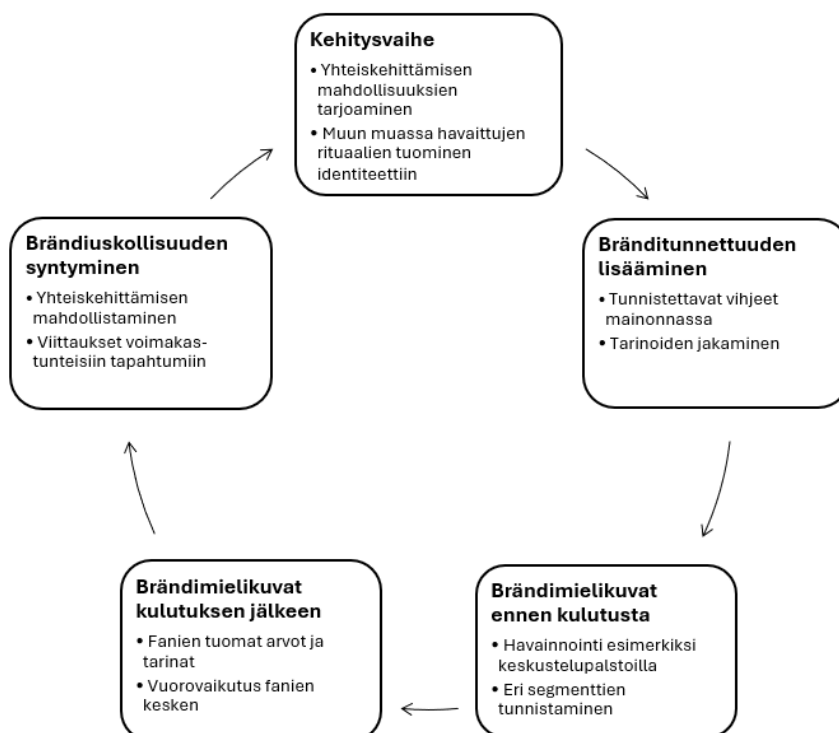 Kehitysvaihe
• Yhteiskehittämisen
mahdollisuuksien
tarjoaminen
• Muun muassa havaittujen
rituaalien tuominen
identiteettiin
Bränditunnettuuden
lisääminen
• Tunnistettavat vihjeet
mainonnassa
• Tarinoiden jakaminen
Brändimielikuvat
ennen kulutusta
• Havainnointi esimerkiksi
keskustelupalstoilla
• Eri segmenttien
tunnistaminen
Brändimielikuvat
kulutuksen jälkeen
• Fanien tuomat arvot ja
tarinat
• Vuorovaikutus fanien
kesken
Brändiuskollisuuden
syntyminen
• Yhteiskehittämisen
mahdollistaminen
• Viittaukset voimakas-
tunteisiin tapahtumiin